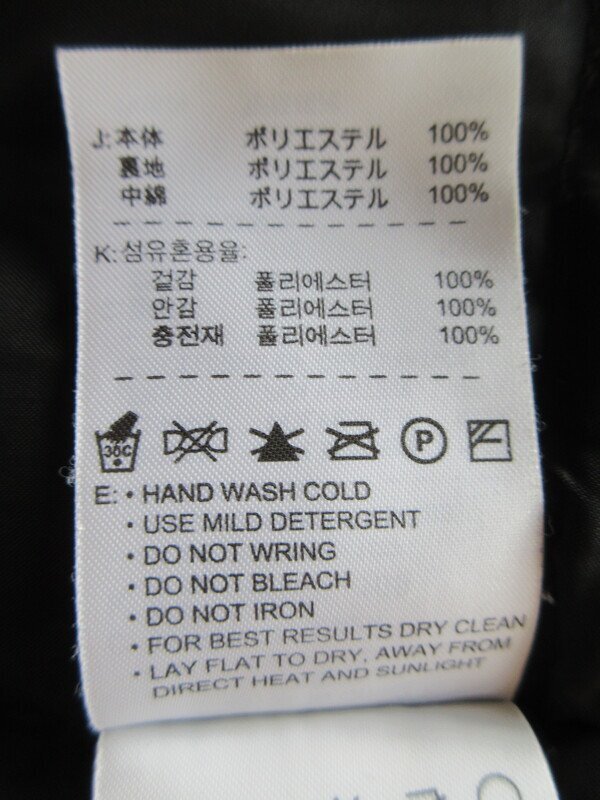 J: 本体 ポリエステル 100%
裏地 ポリエステル 100%
中綿 ポリエステル 100%
K: 섬유혼용율:
겉감 폴리에스터 100%
안감 폴리에스터 100%
충전재 폴리에스터 100%
30C P
E: • HAND WASH COLD
• USE MILD DETERGENT
• DO NOT WRING
• DO NOT BLEACH
• DO NOT IRON
• FOR BEST RESULTS DRY CLEAN
• LAY FLAT TO DRY, AWAY FROM
DIRECT HEAT AND SUNLIGHT